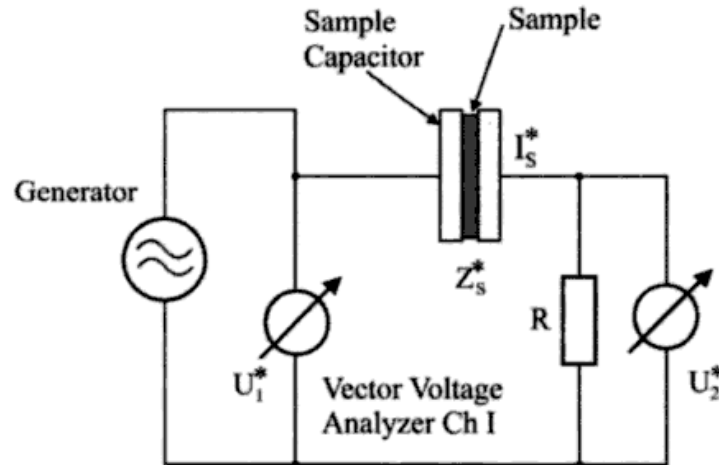 Sample
Capacitor
Sample
I*S
Generator
Z*S
R
U*1
U*2
Vector Voltage
Analyzer Ch I